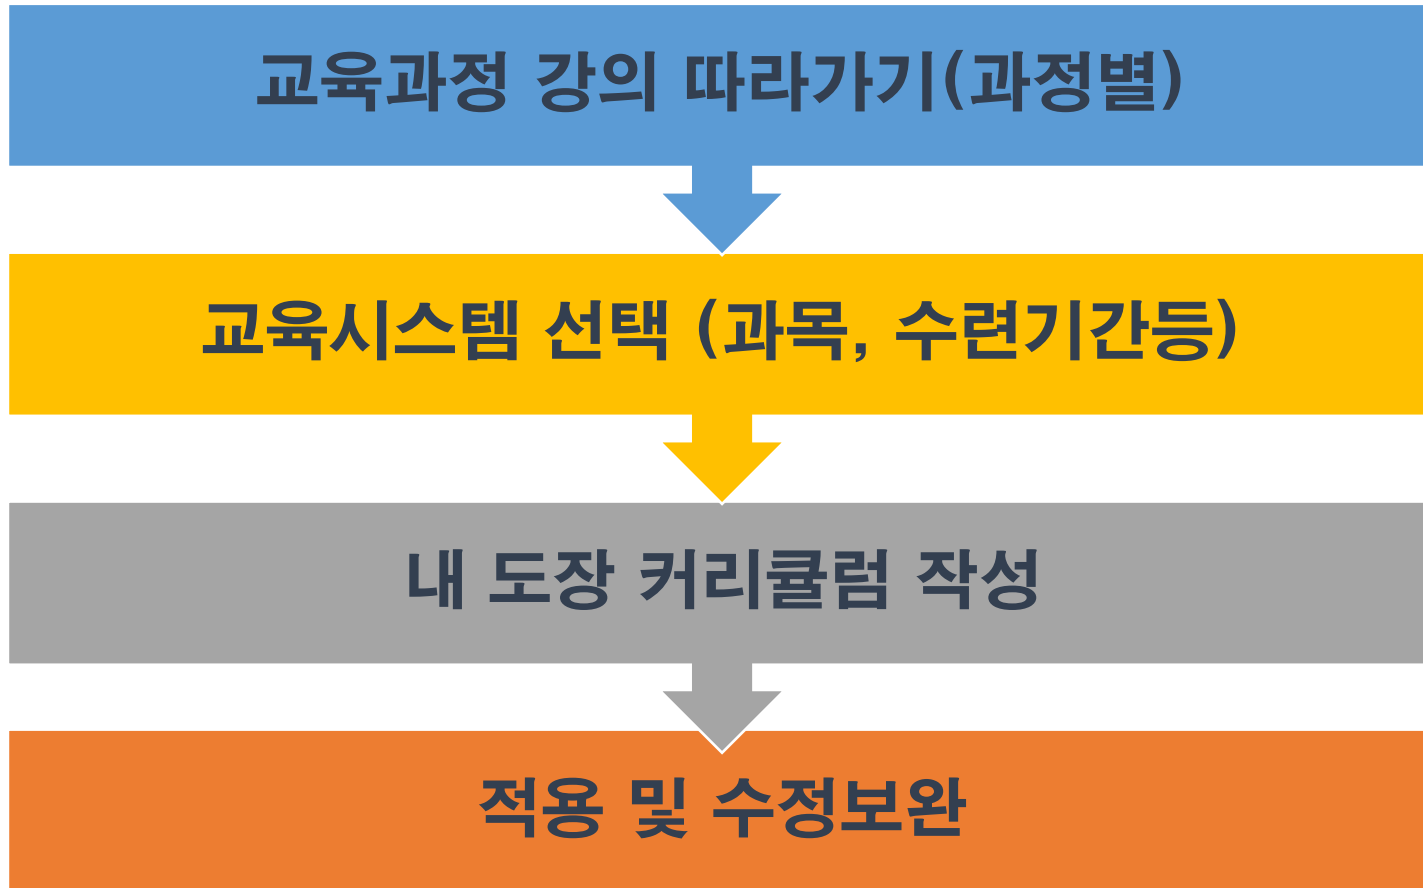 교육과정 강의 따라가기(과정별)
교육시스템 선택 (과목, 수련기간등)
내 도장 커리큘럼 작성
적용 및 수정보완